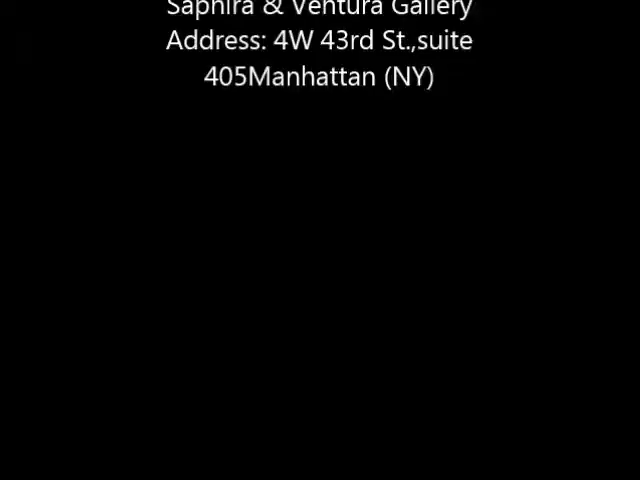 Saphira & Ventura Gallery
Address: 4W 43rd St.,suite
405Manhattan (NY)